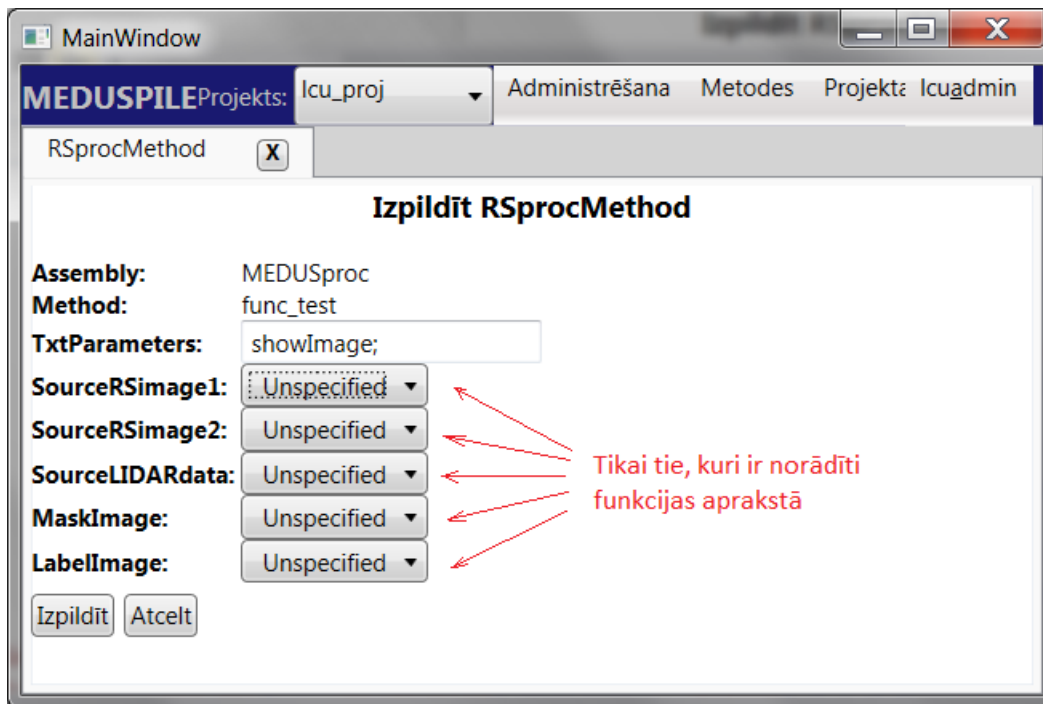 MainWindow
MEDUSPILE Projekts: lcu_proj Administrēšana Metodes Projekta lcuadmin
RSprocMethod X
Izpildīt RSprocMethod
Assembly: MEDUSproc
Method: func_test
TxtParameters: showImage;
SourceRSimage1: Unspecified
SourceRSimage2: Unspecified
SourceLIDARdata: Unspecified
MaskImage: Unspecified
LabelImage: Unspecified
Tikai tie, kuri ir norādīti
funkcijas aprakstā
Izpildīt Atcelt